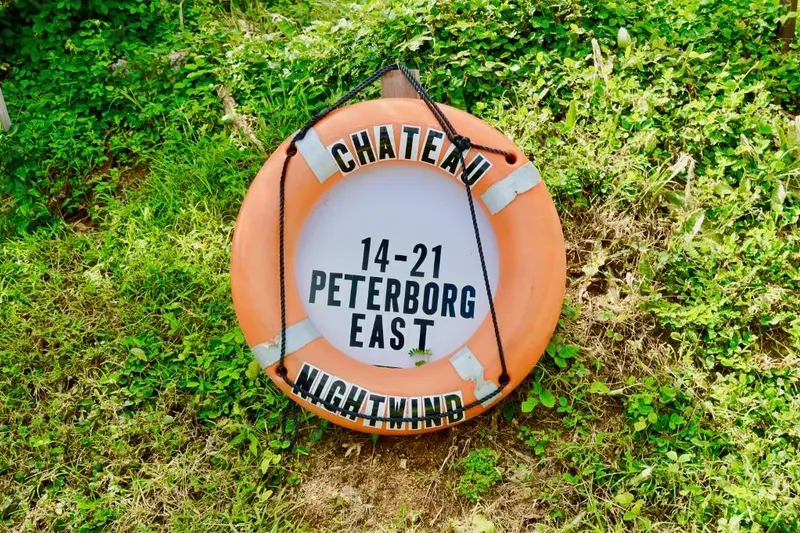 CHATEAU
14-21
PETERBORG
EAST
NIGHTWIND